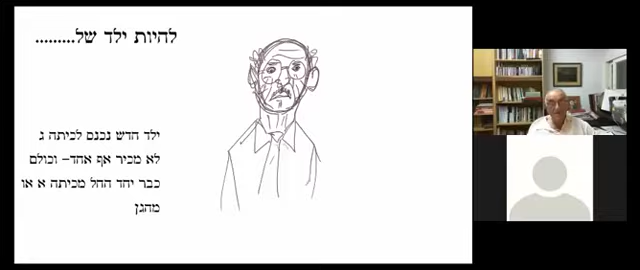 להיות ילד של.........
ילד חדש נכנס לכיתה ג
לא מכיר אף אחד– וכולם
כבר יחד החל מכיתה א או
מהגן